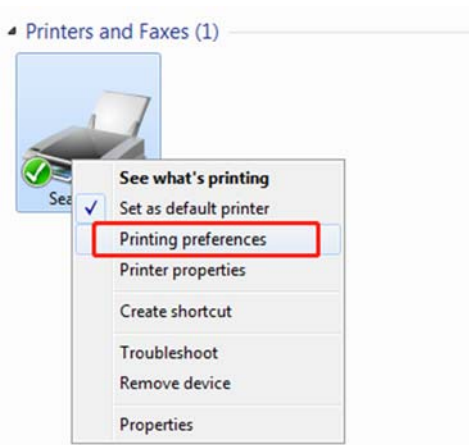 Printers and Faxes (1)
See what's printing
Sea
Set as default printer
Printing preferences
Printer properties
Create shortcut
Troubleshoot
Remove device
Properties